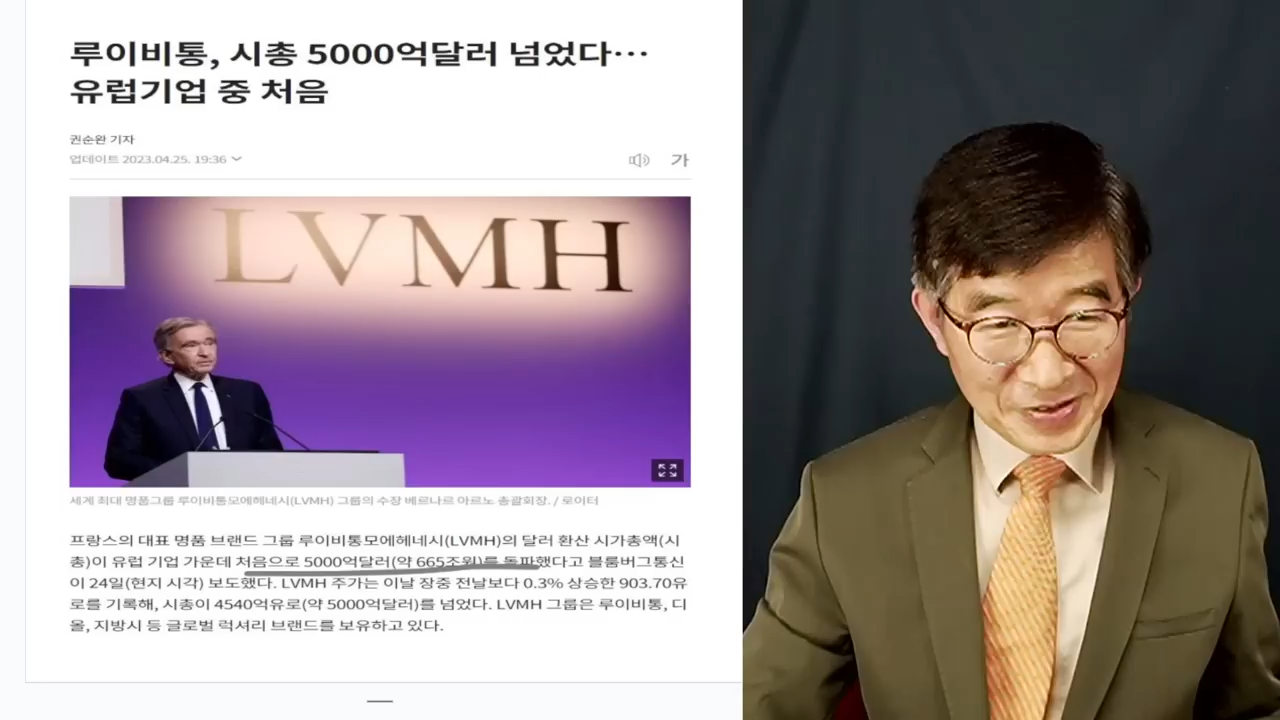 루이비통, 시총 5000억달러 넘었다…
유럽기업 중 처음
권순완 기자
업데이트 2023.04.25. 19:36
가
LVMH
세계 최대 명품그룹 루이비통모에헤네시(LVMH) 그룹의 수장 베르나르 아르노 총괄회장. / 로이터
프랑스의 대표 명품 브랜드 그룹 루이비통모에헤네시(LVMH)의 달러 환산 시가총액(시
총)이 유럽 기업 가운데 처음으로 5000억달러(약 665조원)를 돌파했다고 블룸버그통신
이 24일(현지 시각) 보도했다. LVMH 주가는 이날 장중 전날보다 0.3% 상승한 903.70유
로를 기록해, 시총이 4540억유로(약 5000억달러)를 넘었다. LVMH 그룹은 루이비통, 디
올, 지방시 등 글로벌 럭셔리 브랜드를 보유하고 있다.